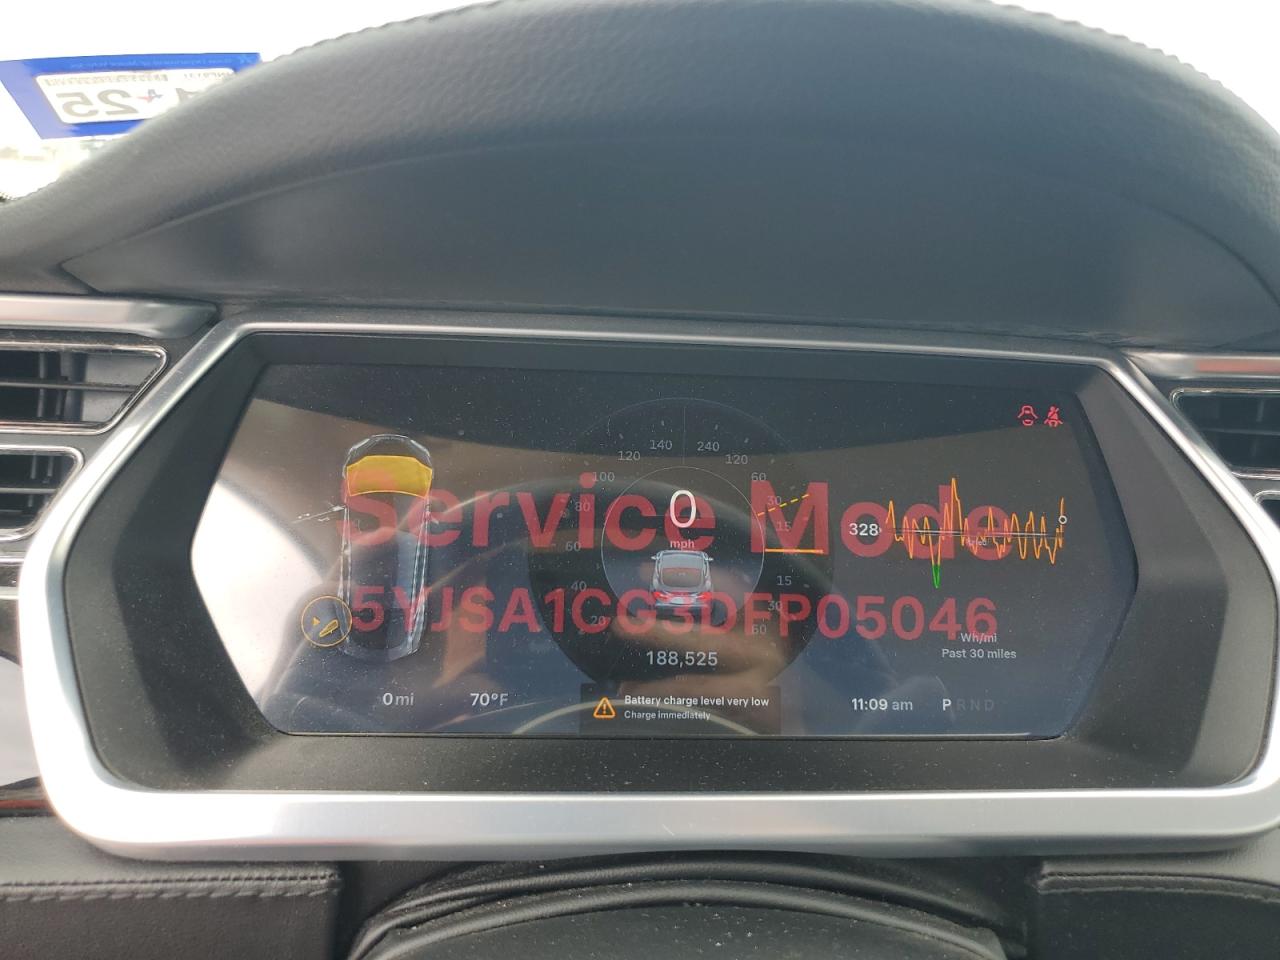 25
140
240
120
120
100
60
80
30
0
15
mph
60
328
Service Mode
40
15
20
30
60
5YJSA1CG3DFP05046
188,525
Wh/mi
Past 30 miles
0 mi
70°F
Battery charge level very low
Charge immediately
11:09 am
P R N D